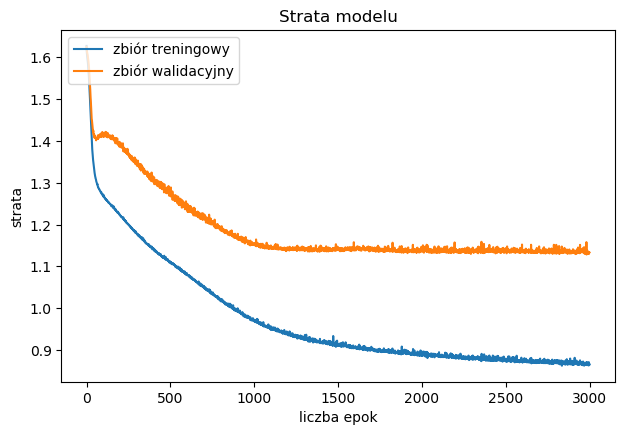 Strata modelu
zbiór treningowy
zbiór walidacyjny
strata
1.6
1.5
1.4
1.3
1.2
1.1
1.0
0.9
0 500 1000 1500 2000 2500 3000
liczba epok